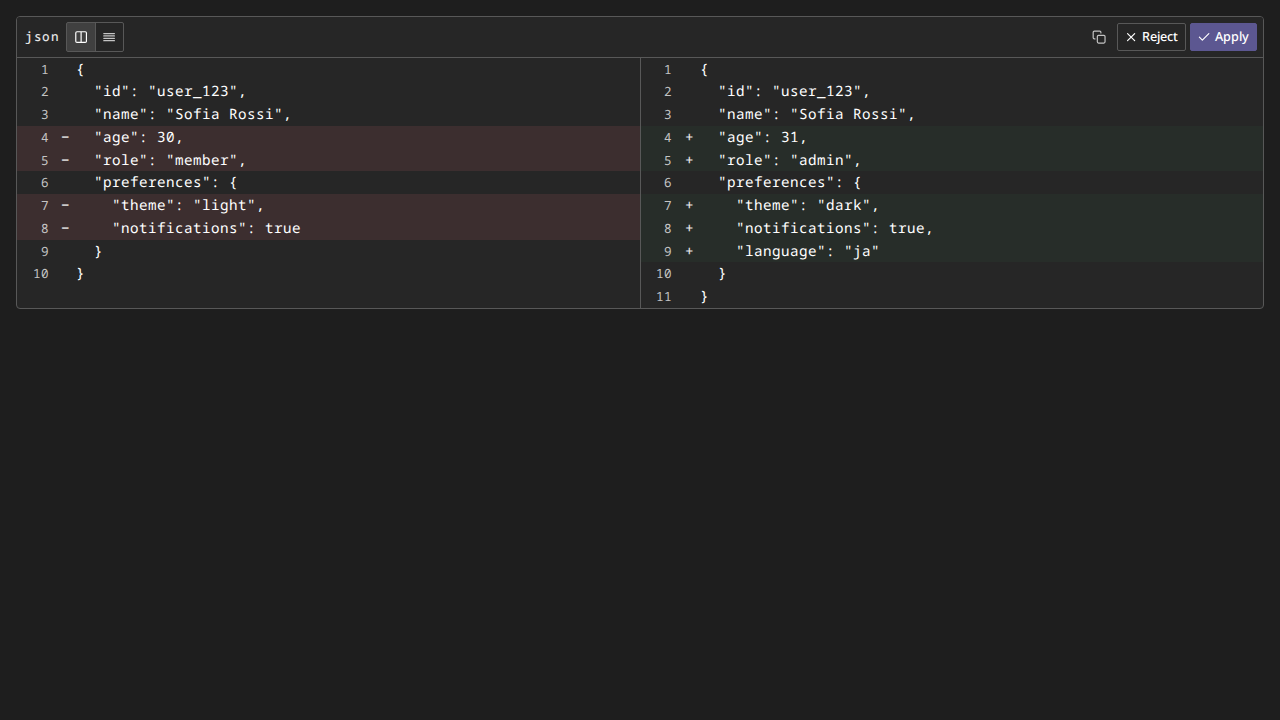 json
Reject
Apply
1 {
2 "id": "user_123",
3 "name": "Sofia Rossi",
4 − "age": 30,
5 − "role": "member",
6 "preferences": {
7 − "theme": "light",
8 − "notifications": true
9 }
10 }
1 {
2 "id": "user_123",
3 "name": "Sofia Rossi",
4 + "age": 31,
5 + "role": "admin",
6 "preferences": {
7 + "theme": "dark",
8 + "notifications": true,
9 + "language": "ja"
10 }
11 }